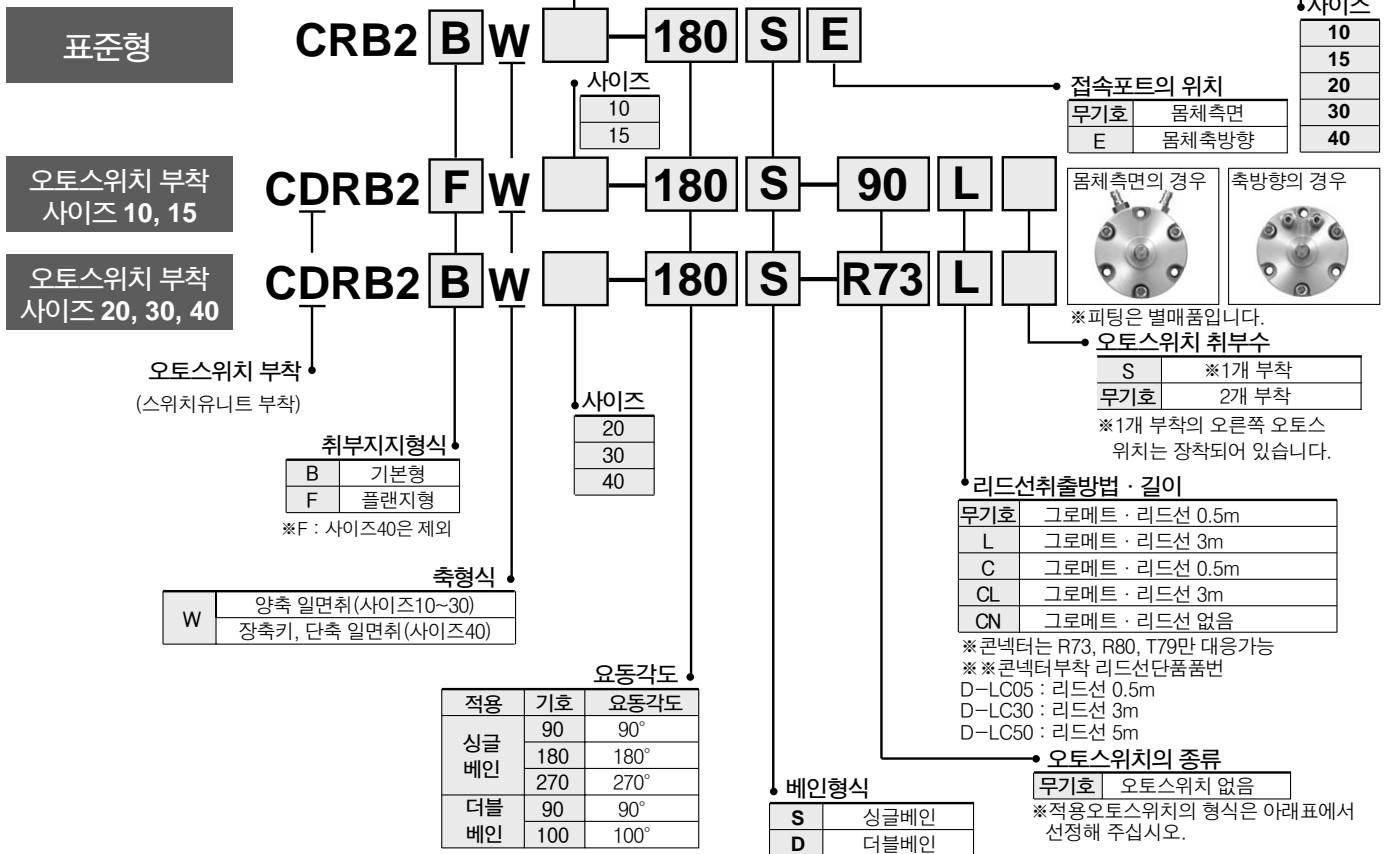 표준형
CRB2 B W - 180 S E
사이즈
10
15
20
30
40
사이즈
10
15
접속포트의 위치
무기호 몸체측면
E 몸체축방향
오토스위치 부착
사이즈 10, 15
CDRB2 F W - 180 S - 90 L
몸체측면의 경우
축방향의 경우
오토스위치 부착
사이즈 20, 30, 40
CDRB2 B W - 180 S - R73 L
※피팅은 별매품입니다.
오토스위치 취부수
S ※1개 부착
무기호 2개 부착
※1개 부착의 오른쪽 오토스
위치는 장착되어 있습니다.
오토스위치 부착
(스위치유니트 부착)
사이즈
20
30
40
취부지지형식
B 기본형
F 플랜지형
※F : 사이즈40은 제외
리드선취출방법 · 길이
무기호 그로메트 · 리드선 0.5m
L 그로메트 · 리드선 3m
C 그로메트 · 리드선 0.5m
CL 그로메트 · 리드선 3m
CN 그로메트 · 리드선 없음
※콘넥터는 R73, R80, T79만 대응가능
※※콘넥터부착 리드선단품품번
D-LC05 : 리드선 0.5m
D-LC30 : 리드선 3m
D-LC50 : 리드선 5m
축형식
W 양축 일면취(사이즈10~30)
장축키, 단축 일면취(사이즈40)
요동각도
적용 기호 요동각도
싱글 베인 90 90°
180 180°
270 270°
더블 베인 90 90°
100 100°
베인형식
S 싱글베인
D 더블베인
오토스위치의 종류
무기호 오토스위치 없음
※적용오토스위치의 형식은 아래표에서
선정해 주십시오.